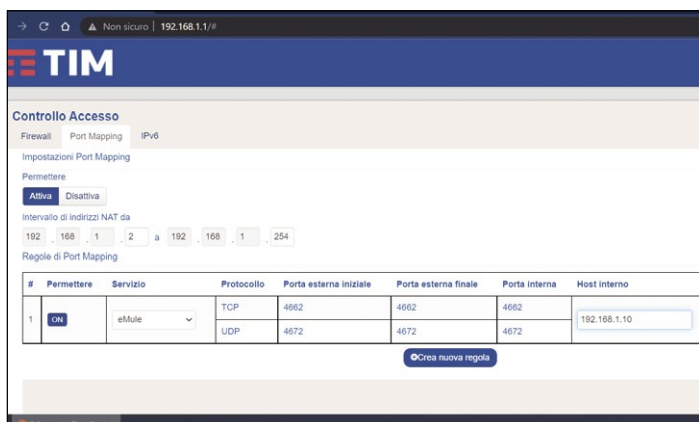 Non sicuro | 192.168.1.1/#
TIM
Controllo Accesso
Firewall Port Mapping IPv6
Impostazioni Port Mapping
Permettere
Attiva Disattiva
Intervallo di indirizzi NAT da
192 . 168 . 1 . 2 a 192 . 168 . 1 . 254
Regole di Port Mapping
# Permettere Servizio Protocollo Porta esterna iniziale Porta esterna finale Porta interna Host interno
1 ON eMule TCP 4662 4662 4662 192.168.1.10
UDP 4672 4672 4672
Crea nuova regola